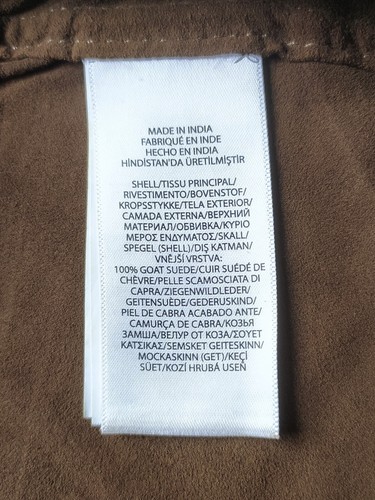 MADE IN INDIA
FABRIQUÉ EN INDE
HECHO EN INDIA
HİNDİSTAN'DA ÜRETİLMİŞTİR
SHELL/TISSU PRINCIPAL/
RIVESTIMENTO/BOVENSTOF/
KROPSSTYKKE/TELA EXTERIOR/
CAMADA EXTERNA/ВЕРХНИЙ
МАТЕРИАЛ/ОБВИВКА/ΚΥΡΙΟ
ΜΕΡΟΣ ΕΝΔΥΜΑΤΟΣ/SKALL/
SPEGEL (SHELL)/DIŞ KATMAN/
VNĚJŠÍ VRSTVA:
100% GOAT SUEDE/CUIR SUÉDÉ DE
CHÈVRE/PELLE SCAMOSCIATA DI
CAPRA/ZIEGENWILDLEDER/
GEITENSUÈDE/GEDERUSKIND/
PIEL DE CABRA ACABADO ANTE/
CAMURÇA DE CABRA/КОЗЬЯ
ЗАМША/ВЕЛУР ОТ КОЗА/ΣΟΥΕΤ
ΚΑΤΣΙΚΑΣ/SEMSKET GEITESKINN/
MOCKASKINN (GET)/KEÇİ
SÜET/KOZÍ HRUBÁ USEŇ